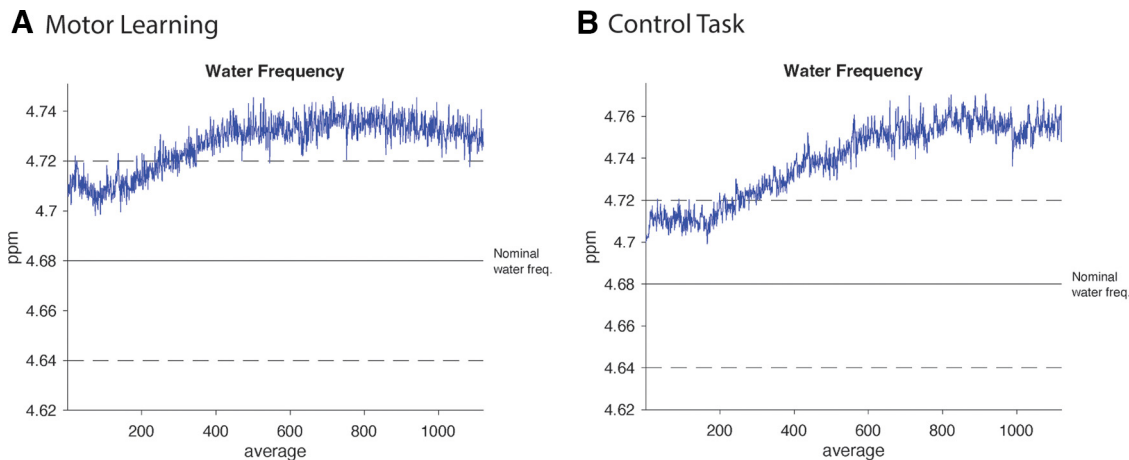 A Motor Learning
Water Frequency
4.74
4.72
4.7
4.68
4.66
4.64
4.62
ppm
200 400 600 800 1000
average
Nominal
water freq.
B Control Task
Water Frequency
4.76
4.74
4.72
4.7
4.68
4.66
4.64
4.62
ppm
200 400 600 800 1000
average
Nominal
water freq.